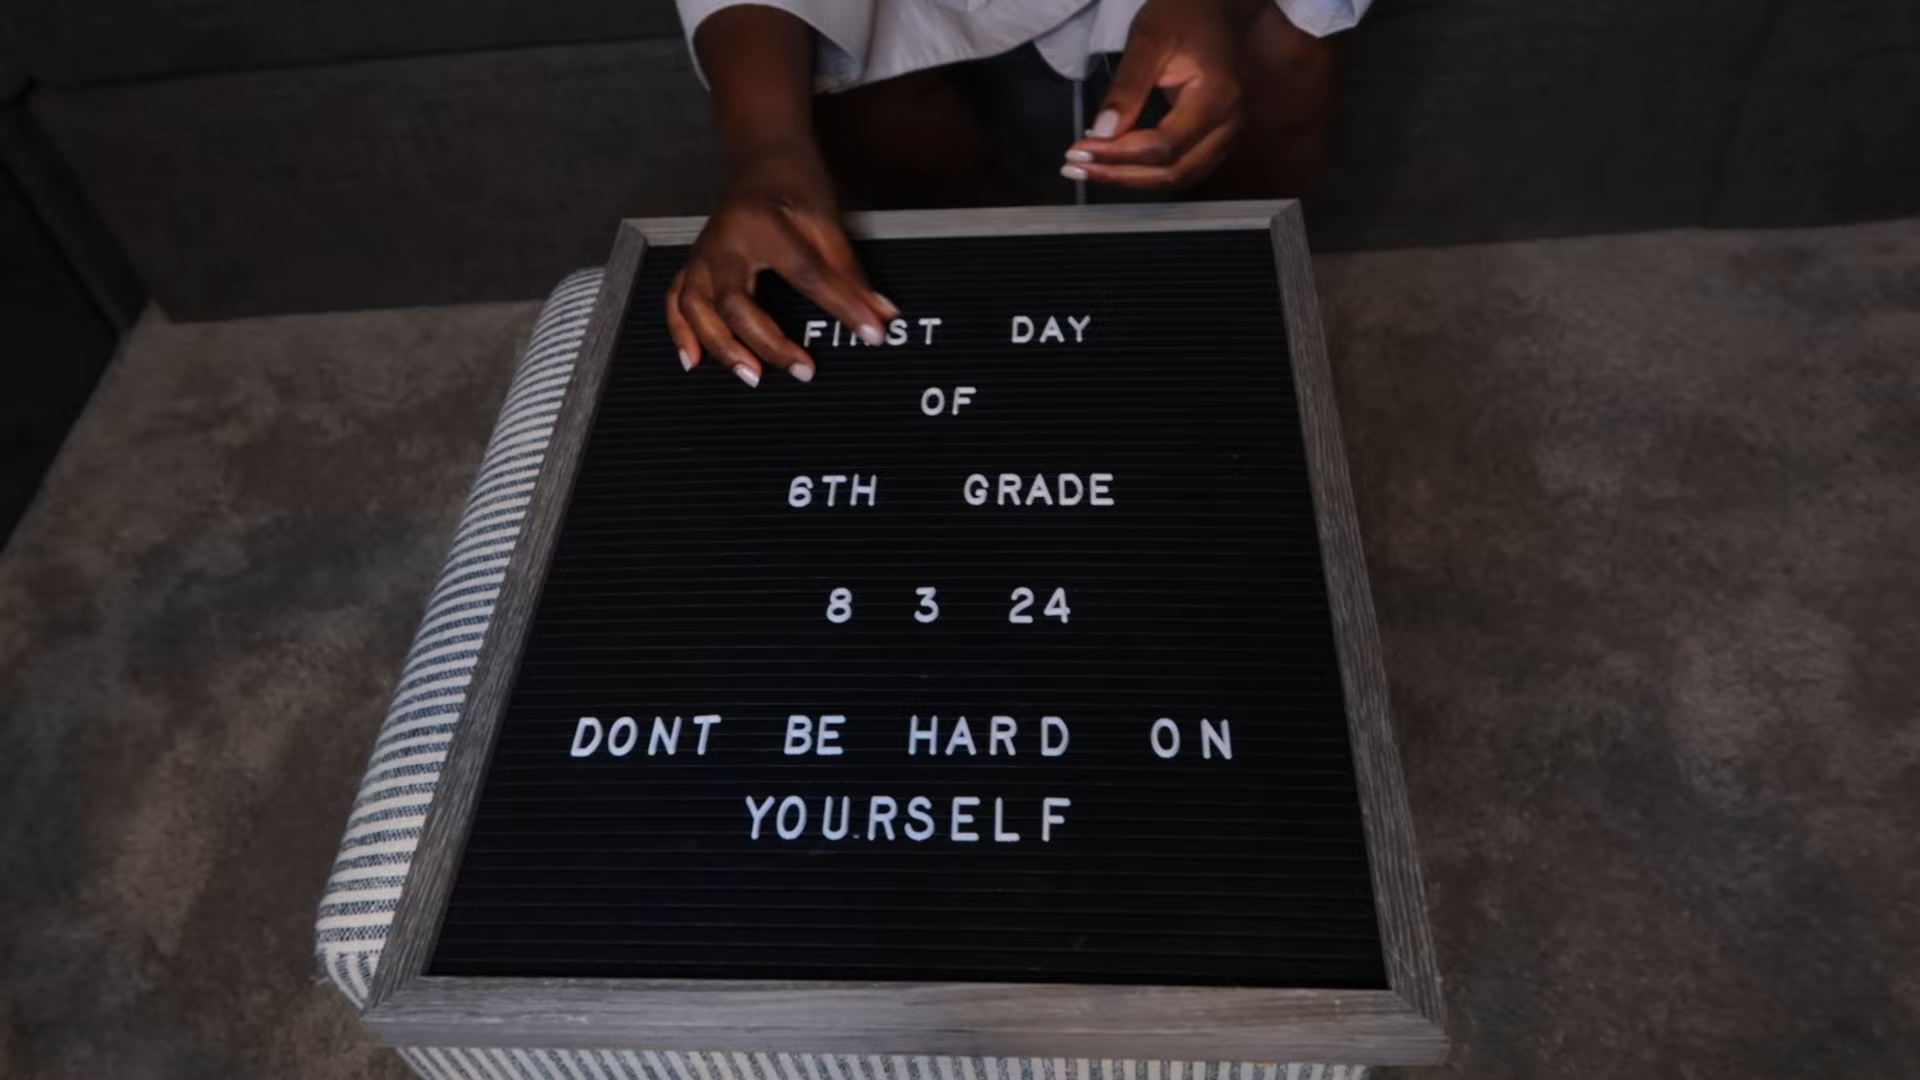 FIRST DAY
OF
6TH GRADE
8 3 24
DONT BE HARD ON
YOURSELF